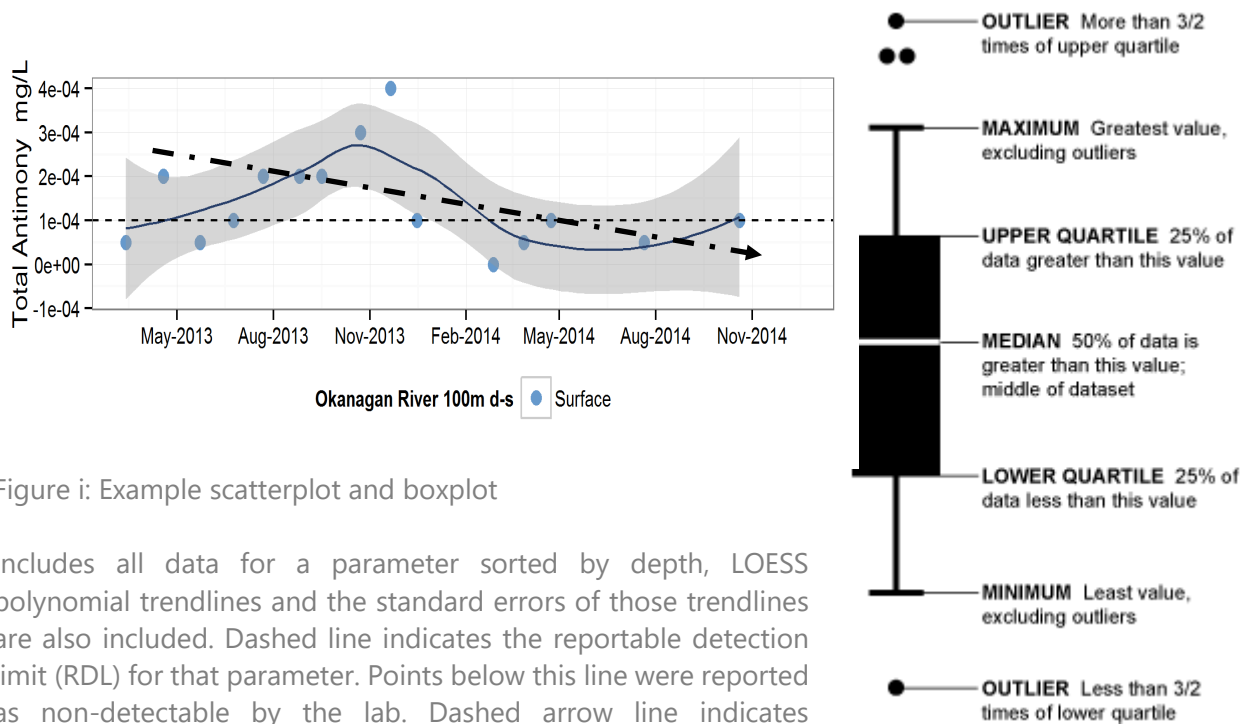 Total Antimony mg/L
4e-04
3e-04
2e-04
1e-04
0e+00
-1e-04
May-2013 Aug-2013 Nov-2013 Feb-2014 May-2014 Aug-2014 Nov-2014
Okanagan River 100m d-s Surface
Figure i: Example scatterplot and boxplot
includes all data for a parameter sorted by depth, LOESS
polynomial trendlines and the standard errors of those trendlines
are also included. Dashed line indicates the reportable detection
limit (RDL) for that parameter. Points below this line were reported
as non-detectable by the lab. Dashed arrow line indicates
OUTLIER More than 3/2
times of upper quartile
MAXIMUM Greatest value,
excluding outliers
UPPER QUARTILE 25% of
data greater than this value
MEDIAN 50% of data is
greater than this value;
middle of dataset
LOWER QUARTILE 25% of
data less than this value
MINIMUM Least value,
excluding outliers
OUTLIER Less than 3/2
times of lower quartile